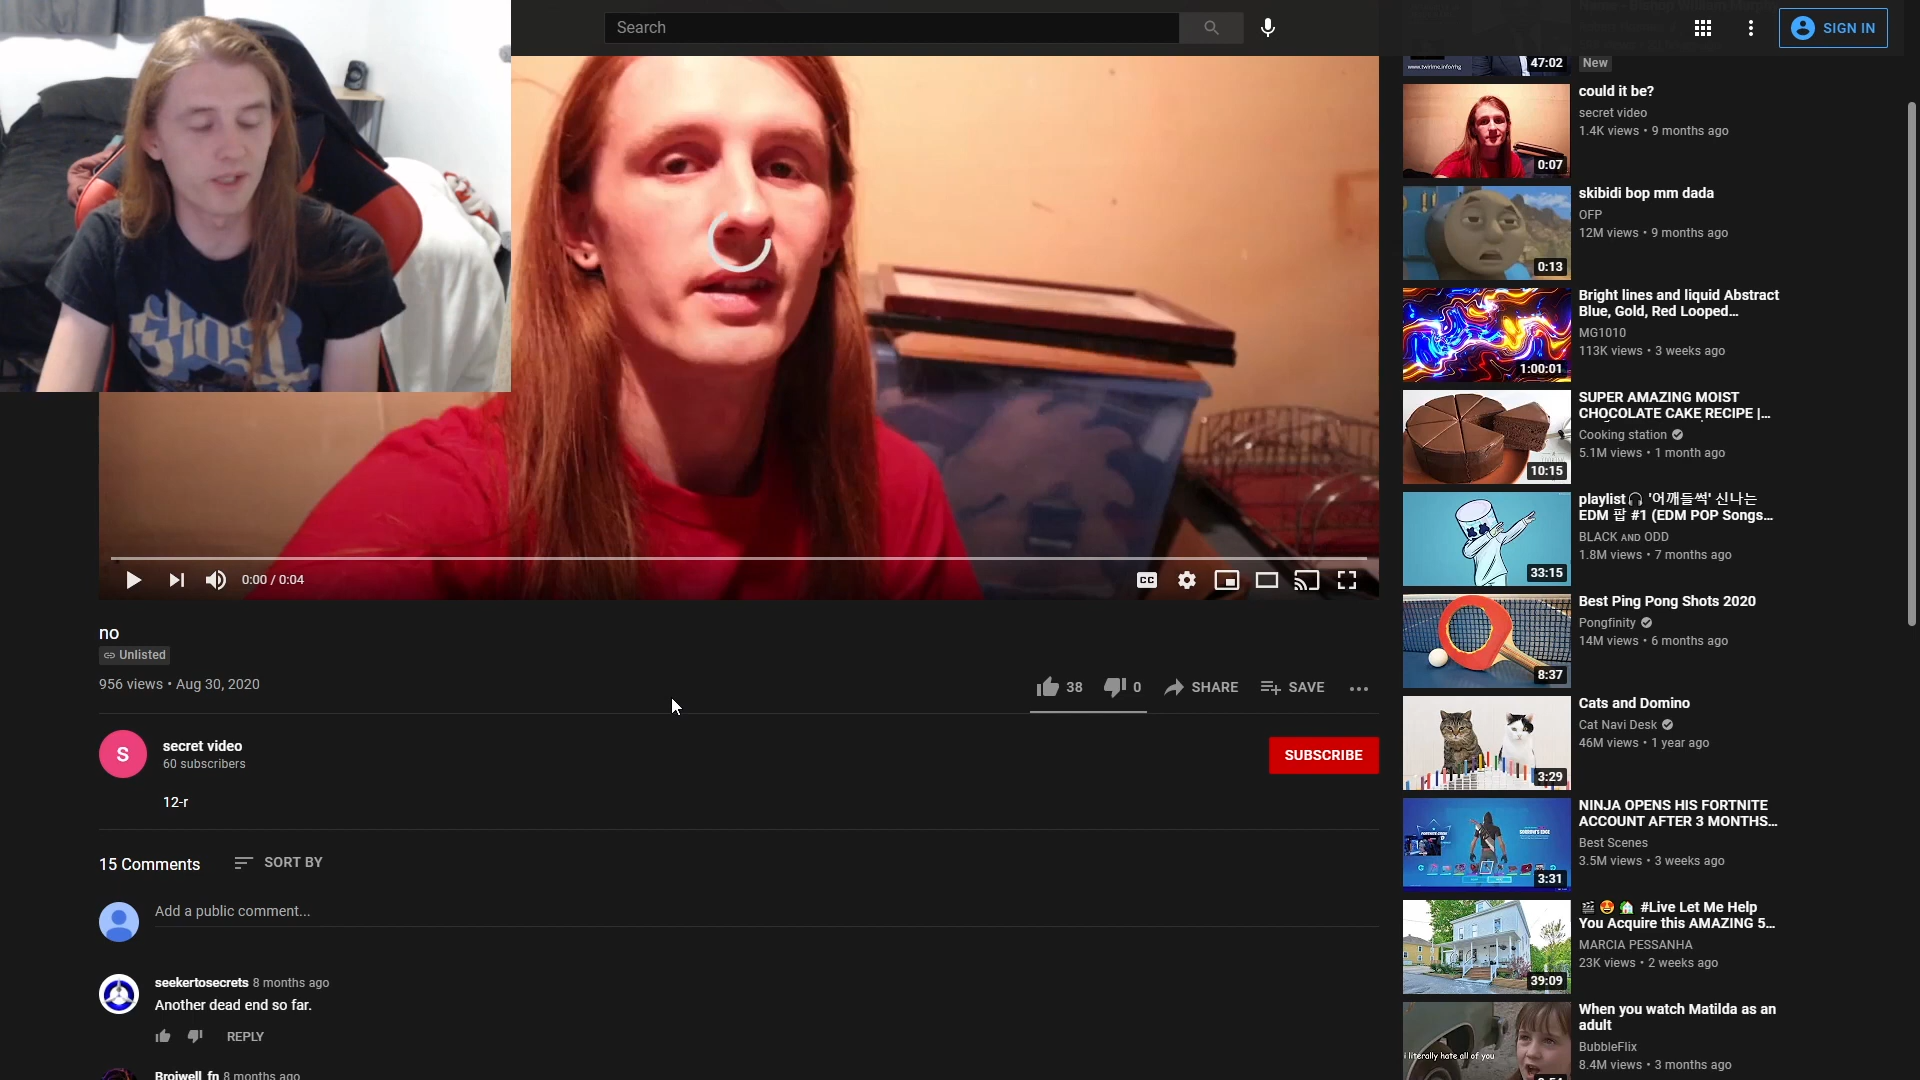 Search
SIGN IN
Ghost
0:00 / 0:04
CC
no
Unlisted
956 views • Aug 30, 2020
38
0
SHARE
SAVE
S
secret video
60 subscribers
SUBSCRIBE
12-r
15 Comments
SORT BY
Add a public comment...
seekertosecrets 8 months ago
Another dead end so far.
REPLY
Broiwell_fn 8 months ago
47:02
New
0:07
could it be?
secret video
1.4K views • 9 months ago
0:13
skibidi bop mm dada
OFP
12M views • 9 months ago
1:00:01
Bright lines and liquid Abstract
Blue, Gold, Red Looped...
MG1010
113K views • 3 weeks ago
10:15
SUPER AMAZING MOIST
CHOCOLATE CAKE RECIPE |...
Cooking station
5.1M views • 1 month ago
33:15
playlist🎧 '어깨들썩' 신나는
EDM 팝 #1 (EDM POP Songs...
BLACK AND ODD
1.8M views • 7 months ago
8:37
Best Ping Pong Shots 2020
Pongfinity
14M views • 6 months ago
3:29
Cats and Domino
Cat Navi Desk
46M views • 1 year ago
3:31
NINJA OPENS HIS FORTNITE
ACCOUNT AFTER 3 MONTHS...
Best Scenes
3.5M views • 3 weeks ago
39:09
#Live Let Me Help
You Acquire this AMAZING 5...
MARCIA PESSANHA
23K views • 2 weeks ago
i literally hate all of you
When you watch Matilda as an
adult
BubbleFlix
8.4M views • 3 months ago